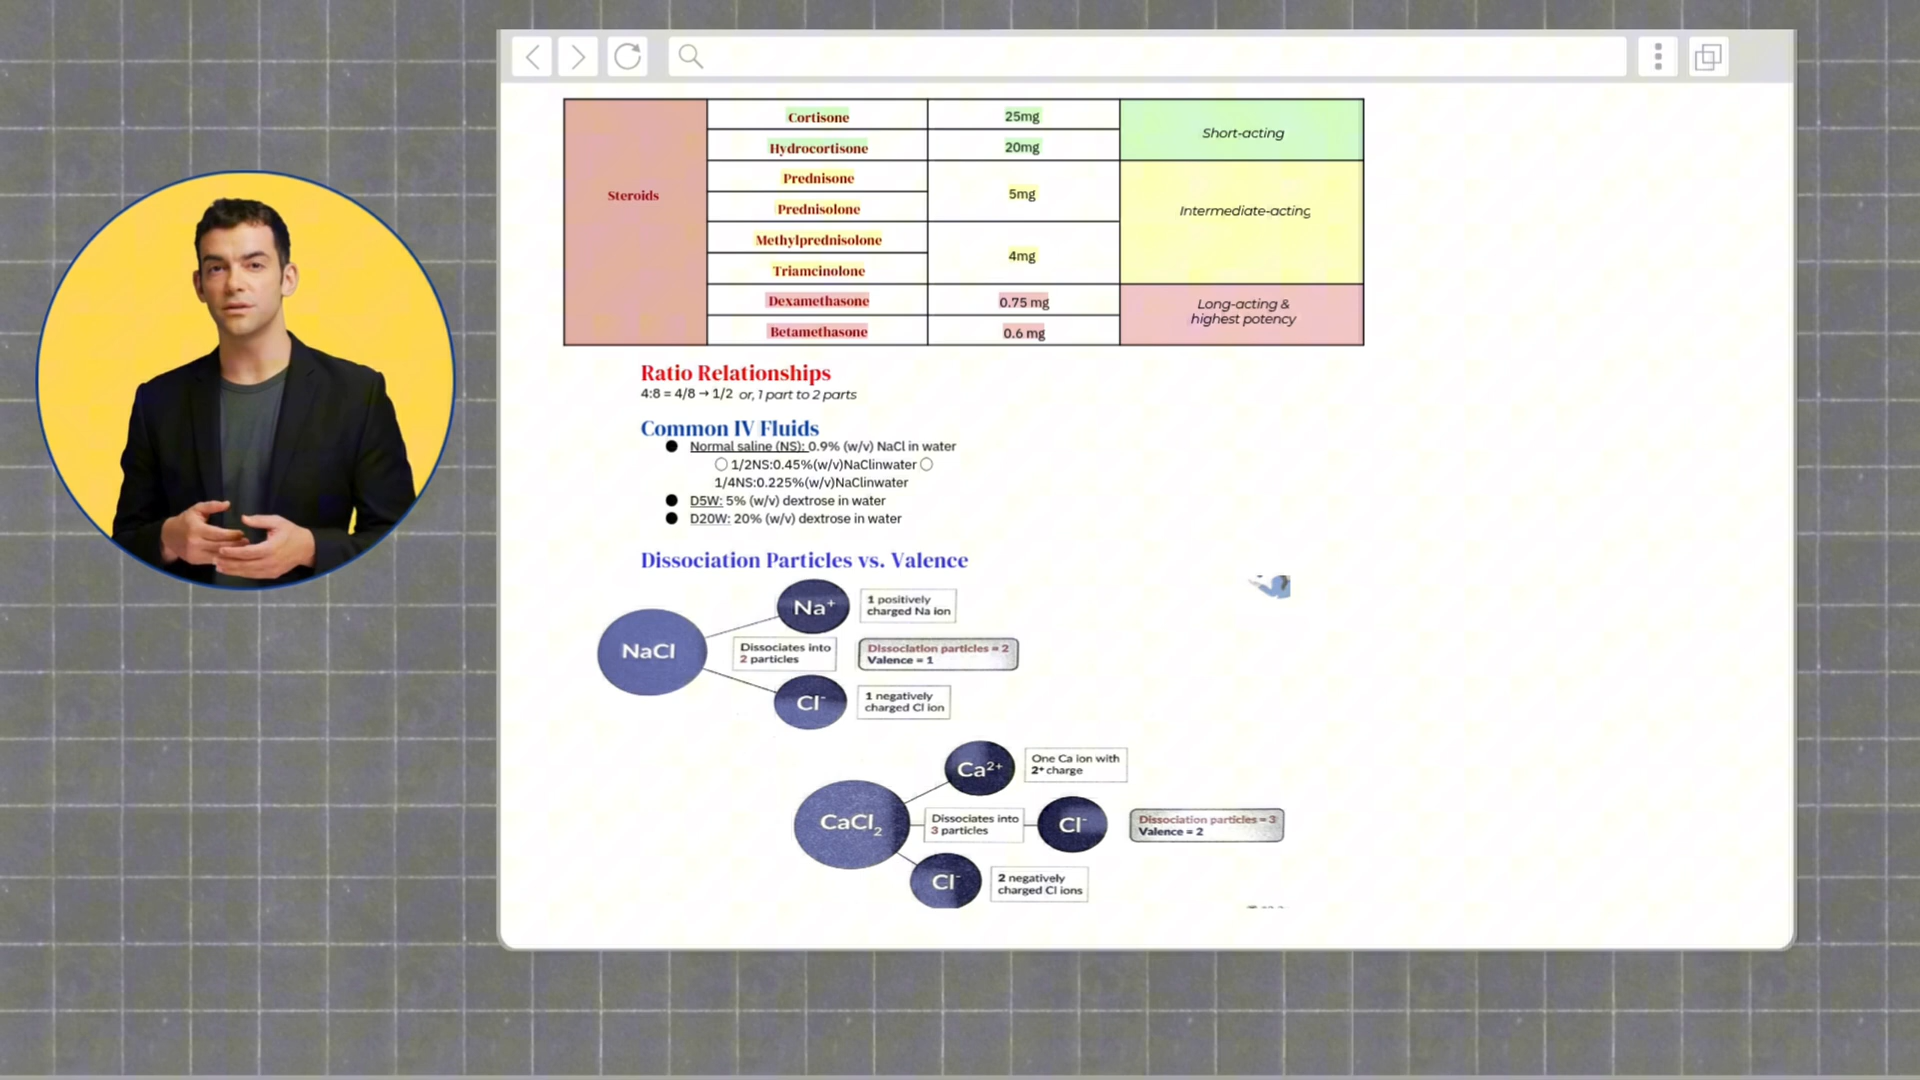 Steroids
Cortisone 25mg Short-acting
Hydrocortisone 20mg
Prednisone 5mg Intermediate-acting
Prednisolone
Methylprednisolone 4mg
Triamcinolone
Dexamethasone 0.75 mg Long-acting &
highest potency
Betamethasone 0.6 mg
Ratio Relationships
4:8 = 4/8 → 1/2 or, 1 part to 2 parts
Common IV Fluids
● Normal saline (NS): 0.9% (w/v) NaCl in water
○ 1/2NS:0.45%(w/v)NaClinwater ○
1/4NS:0.225%(w/v)NaClinwater
● D5W: 5% (w/v) dextrose in water
● D20W: 20% (w/v) dextrose in water
Dissociation Particles vs. Valence
NaCl
Na⁺
1 positively
charged Na ion
Dissociates into
2 particles
Dissociation particles = 2
Valence = 1
Cl⁻
1 negatively
charged Cl ion
CaCl₂
Ca²⁺
One Ca ion with
2⁺ charge
Dissociates into
3 particles
Cl⁻
Dissociation particles = 3
Valence = 2
Cl⁻
2 negatively
charged Cl ions